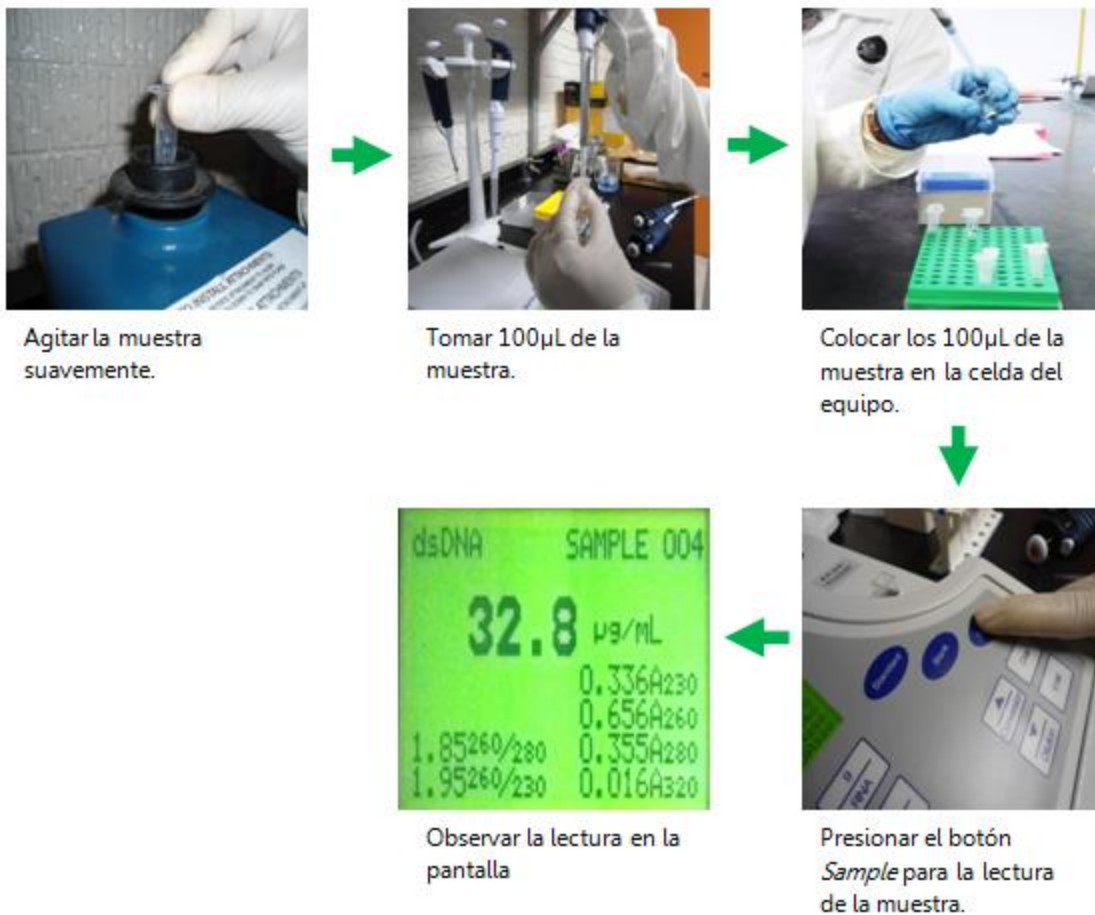 Agitar la muestra
suavemente.
Tomar 100µL de la
muestra.
Colocar los 100µL de la
muestra en la celda del
equipo.
Presionar el botón
Sample para la lectura
de la muestra.
dsDNA SAMPLE 004
32.8 µg/mL
0.336A230
0.656A260
1.85260/280 0.355A280
1.95260/230 0.016A320
Observar la lectura en la
pantalla